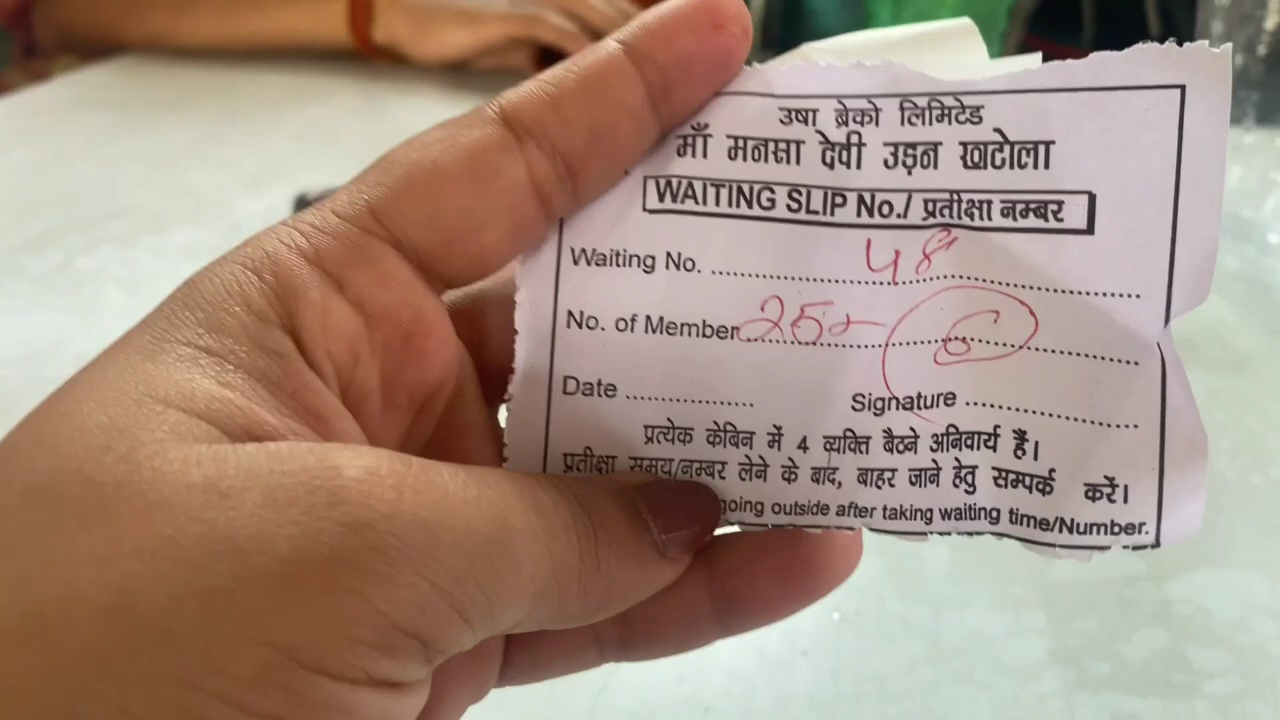 उषा ब्रेको लिमिटेड
माँ मनसा देवी उड़न खटोला
WAITING SLIP No./ प्रतीक्षा नम्बर
Waiting No. .................... 48
No. of Member 25+ 6
Date ................... Signature ....................
प्रत्येक केबिन में 4 व्यक्ति बैठने अनिवार्य हैं।
प्रतीक्षा समय/नम्बर लेने के बाद, बाहर जाने हेतु सम्पर्क करें।
going outside after taking waiting time/Number.